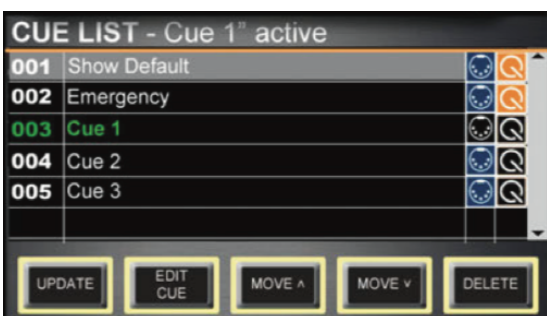 CUE LIST - Cue 1” active
001 Show Default
002 Emergency
003 Cue 1
004 Cue 2
005 Cue 3
UPDATE EDIT CUE MOVE ∧ MOVE ∨ DELETE